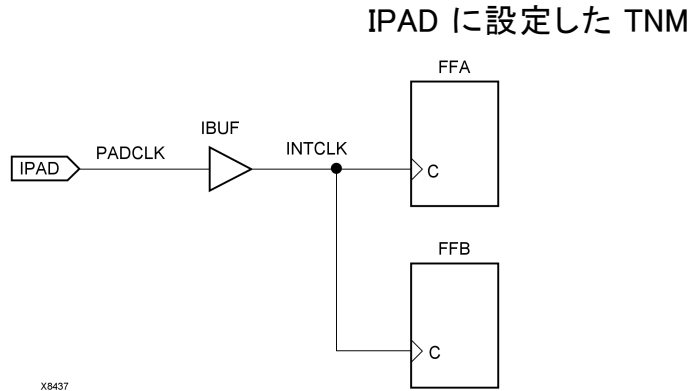 IPAD に設定した TNM
FFA
IBUF
PADCLK
INTCLK
IPAD
C
FFB
C
X8437